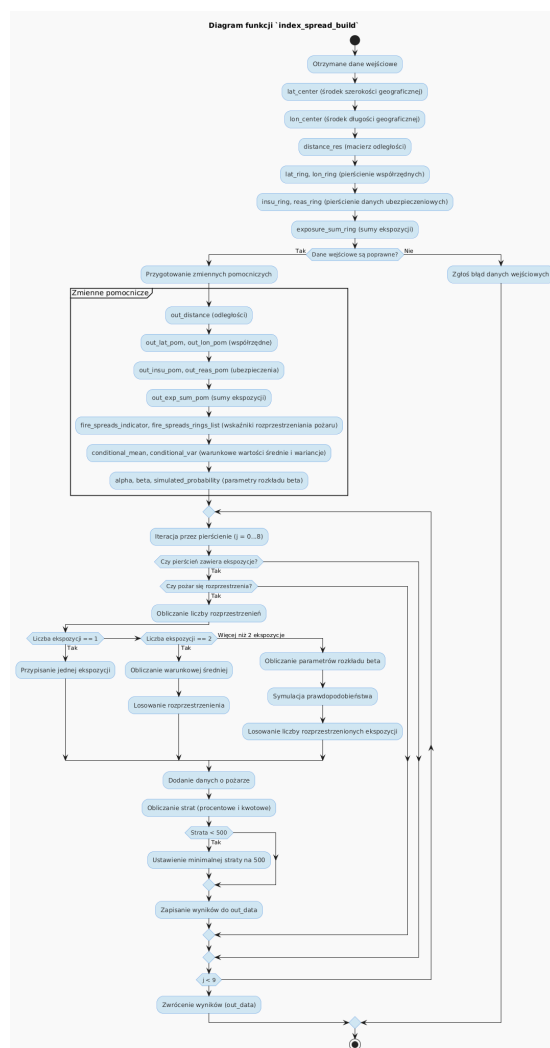 Diagram funkcji `index_spread_build`
Otrzymane dane wejściowe
lat_center (środek szerokości geograficznej)
lon_center (środek długości geograficznej)
distance_res (macierz odległości)
lat_ring, lon_ring (pierścienie współrzędnych)
insu_ring, reas_ring (pierścienie danych ubezpieczeniowych)
exposure_sum_ring (sumy ekspozycji)
Tak
Dane wejściowe są poprawne?
Nie
Przygotowanie zmiennych pomocniczych
Zgłoś błąd danych wejściowych
Zmienne pomocnicze
out_distance (odległości)
out_lat_pom, out_lon_pom (współrzędne)
out_insu_pom, out_reas_pom (ubezpieczenia)
out_exp_sum_pom (sumy ekspozycji)
fire_spreads_indicator, fire_spreads_rings_list (wskaźniki rozprzestrzeniania pożaru)
conditional_mean, conditional_var (warunkowe wartości średnie i wariancje)
alpha, beta, simulated_probability (parametry rozkładu beta)
Iteracja przez pierścienie (j = 0...8)
Czy pierścień zawiera ekspozycje?
Tak
Czy pożar się rozprzestrzenia?
Tak
Obliczanie liczby rozprzestrzenień
Liczba ekspozycji == 1
Liczba ekspozycji == 2
Więcej niż 2 ekspozycje
Tak
Tak
Przypisanie jednej ekspozycji
Obliczanie warunkowej średniej
Losowanie rozprzestrzenienia
Obliczanie parametrów rozkładu beta
Symulacja prawdopodobieństwa
Losowanie liczby rozprzestrzenionych ekspozycji
Dodanie danych o pożarze
Obliczanie strat (procentowe i kwotowe)
Strata < 500
Tak
Ustawienie minimalnej straty na 500
Zapisanie wyników do out_data
j < 9
Zwrócenie wyników (out_data)